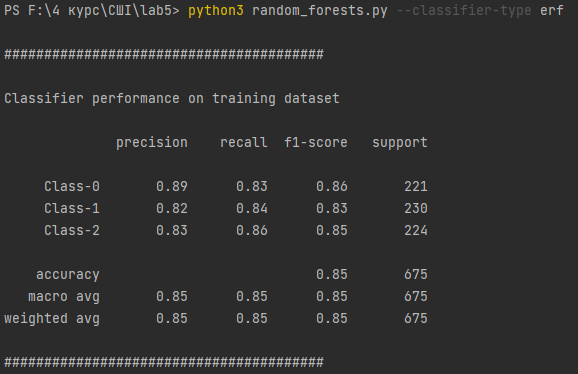 PS F:\4 курс\СШІ\lab5> python3 random_forests.py --classifier-type erf
########################################
Classifier performance on training dataset
precision recall f1-score support
Class-0 0.89 0.83 0.86 221
Class-1 0.82 0.84 0.83 230
Class-2 0.83 0.86 0.85 224
accuracy 0.85 675
macro avg 0.85 0.85 0.85 675
weighted avg 0.85 0.85 0.85 675
########################################